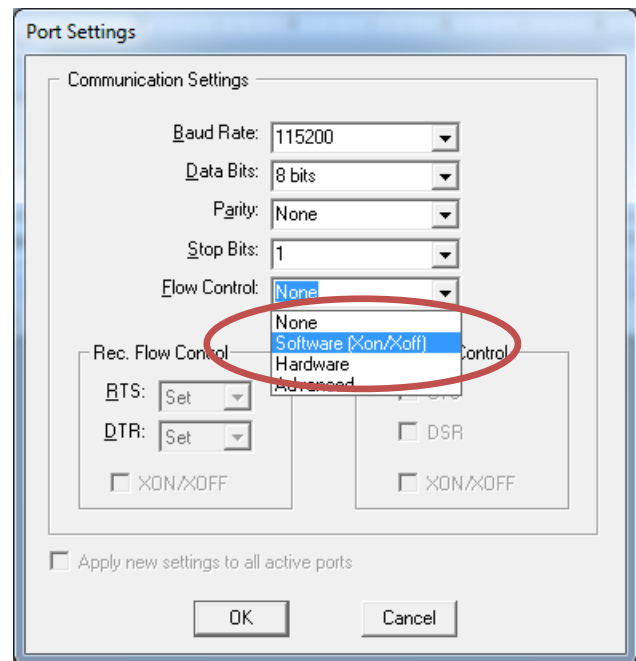 Port Settings
Communication Settings
Baud Rate: 115200
Data Bits: 8 bits
Parity: None
Stop Bits: 1
Flow Control: None
None
Software (Xon/Xoff)
Hardware
Advanced
Rec. Flow Control
Control
RTS: Set
DTR: Set
DSR
XON/XOFF
XON/XOFF
Apply new settings to all active ports
OK
Cancel